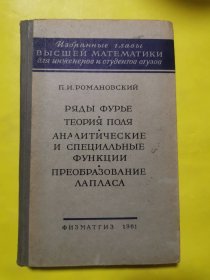 Избранные главы
ВЫСШЕЙ МАТЕМАТИКИ
для инженеров и студентов втузов
П. И. РОМАНОВСКИЙ
РЯДЫ ФУРЬЕ
ТЕОРИЯ ПОЛЯ
АНАЛИТИЧЕСКИЕ
И СПЕЦИАЛЬНЫЕ
ФУНКЦИИ
ПРЕОБРАЗОВАНИЕ
ЛАПЛАСА
ФИЗМАТГИЗ 1961